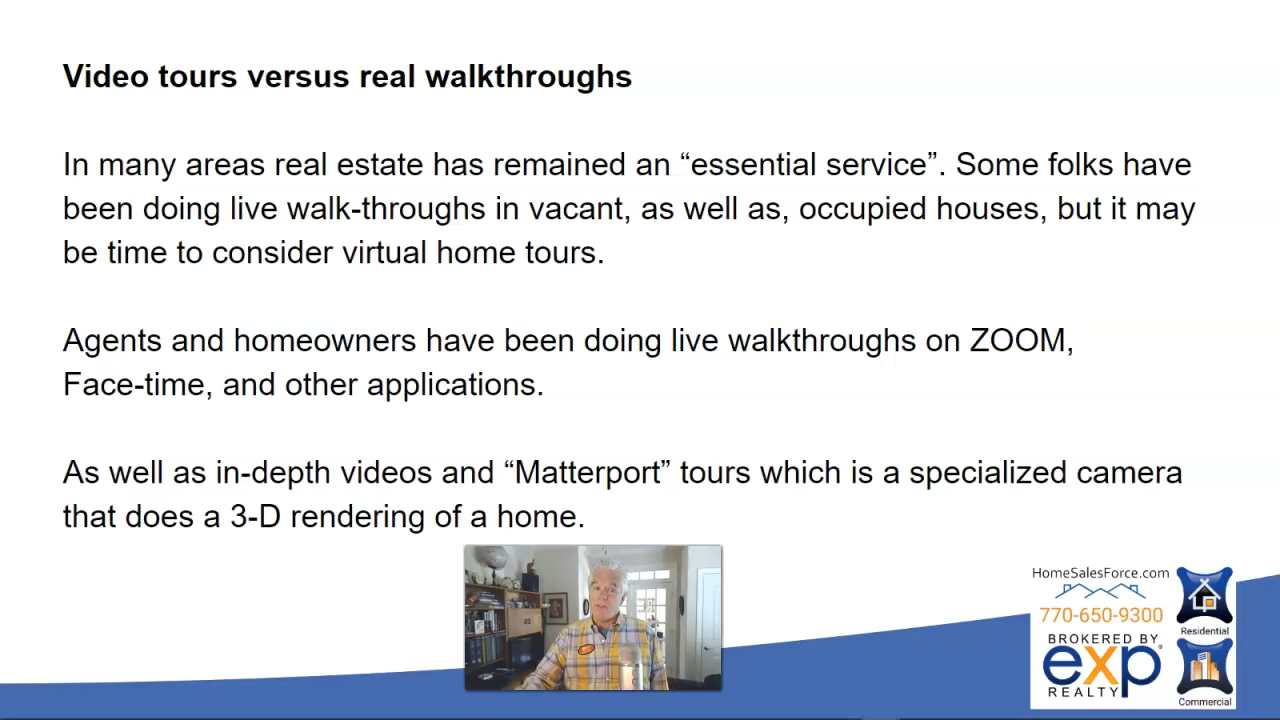 Video tours versus real walkthroughs
In many areas real estate has remained an “essential service”. Some folks have
been doing live walk-throughs in vacant, as well as, occupied houses, but it may
be time to consider virtual home tours.
Agents and homeowners have been doing live walkthroughs on ZOOM,
Face-time, and other applications.
As well as in-depth videos and “Matterport” tours which is a specialized camera
that does a 3-D rendering of a home.
HomeSalesForce.com
770-650-9300
Residential
BROKERED BY
exp®
REALTY
Commercial